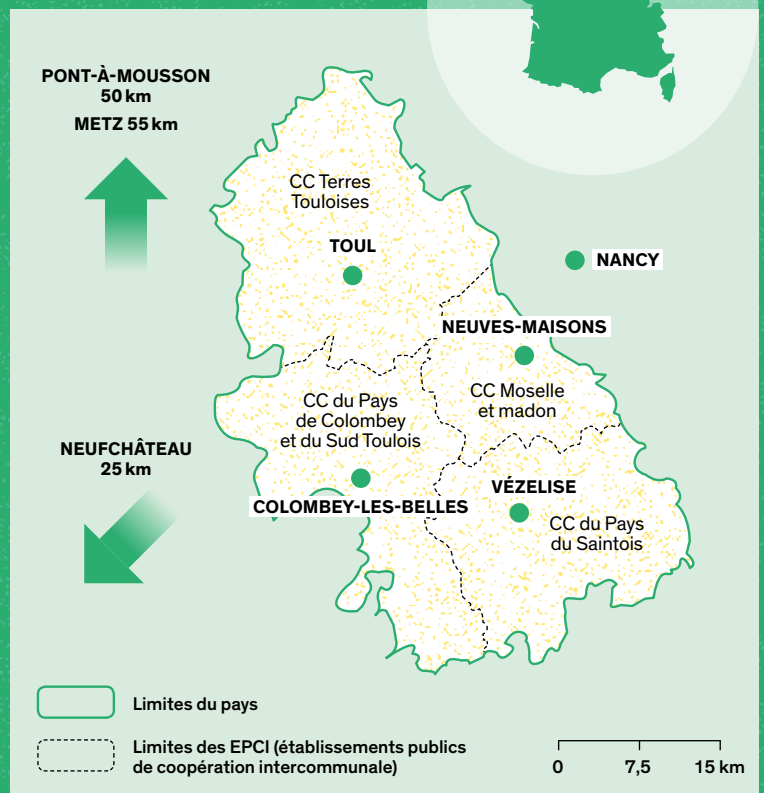 PONT-À-MOUSSON
50 km
METZ 55 km
CC Terres
Touloises
TOUL
NANCY
NEUVES-MAISONS
CC Moselle
et madon
CC du Pays
de Colombey
et du Sud Toulois
NEUFCHÂTEAU
25 km
VÉZELISE
COLOMBEY-LES-BELLES
CC du Pays
du Saintois
Limites du pays
Limites des EPCI (établissements publics
de coopération intercommunale)
0 7,5 15 km